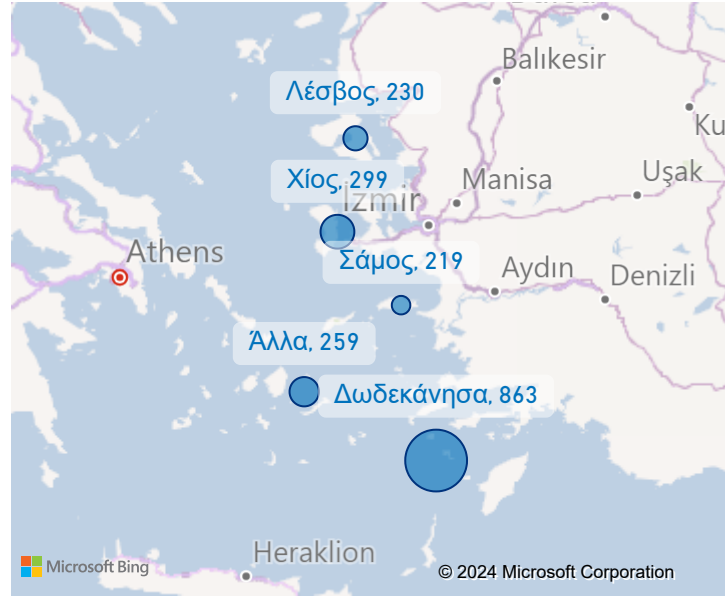 Balıkesir
Λέσβος, 230
Ku
Χίος, 299
Uşak
Manisa
İzmir
Athens
Σάμος, 219
Aydın
Denizli
Άλλα, 259
Δωδεκάνησα, 863
Heraklion
Microsoft Bing
© 2024 Microsoft Corporation